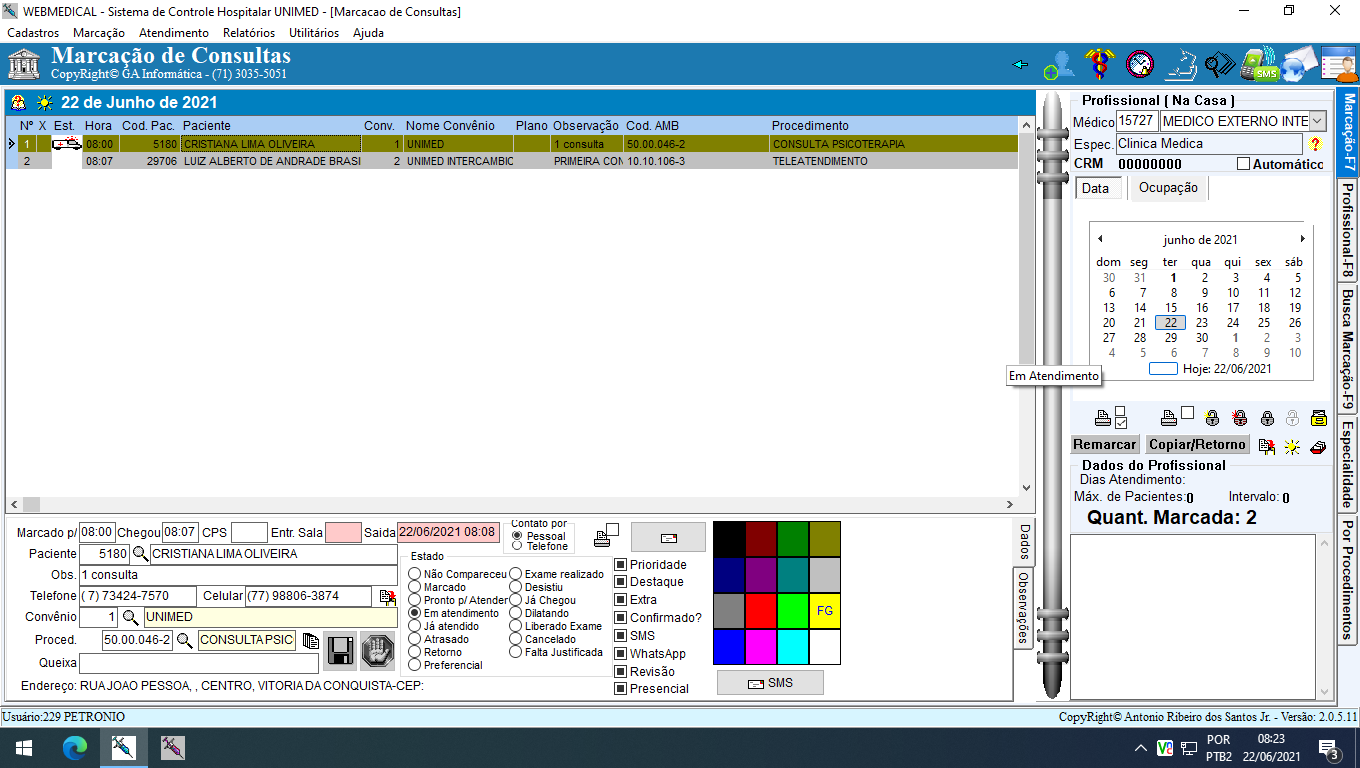 WEBMEDICAL - Sistema de Controle Hospitalar UNIMED - [Marcacao de Consultas]
Cadastros Marcação Atendimento Relatórios Utilitários Ajuda
Marcação de Consultas
CopyRight© GA Informática - (71) 3035-5051
SMS
22 de Junho de 2021
Nº X Est. Hora Cod. Pac. Paciente Conv. Nome Convênio Plano Observação Cod. AMB Procedimento
1 08:00 5180 CRISTIANA LIMA OLIVEIRA 1 UNIMED 1 consulta 50.00.046-2 CONSULTA PSICOTERAPIA
2 08:07 29706 LUIZ ALBERTO DE ANDRADE BRASI 2 UNIMED INTERCAMBIC PRIMEIRA CON 10.10.106-3 TELEATENDIMENTO
Profissional ( Na Casa )
Médico 15727 MEDICO EXTERNO INTE
Espec. Clinica Medica ?
CRM 00000000 Automático
Data Ocupação
junho de 2021
dom seg ter qua qui sex sáb
30 31 1 2 3 4 5
6 7 8 9 10 11 12
13 14 15 16 17 18 19
20 21 22 23 24 25 26
27 28 29 30 1 2 3
4 5 6 7 8 9 10
Hoje: 22/06/2021
Em Atendimento
Remarcar Copiar/Retorno
Dados do Profissional
Dias Atendimento:
Máx. de Pacientes:0 Intervalo: 0
Quant. Marcada: 2
Marcação-F7
Profissional-F8
Busca Marcação-F9
Especialidade
Por Procedimentos
Marcado p/ 08:00 Chegou 08:07 CPS Entr. Sala Saida 22/06/2021 08:08
Contato por
Pessoal
Telefone
Paciente 5180 CRISTIANA LIMA OLIVEIRA
Obs. 1 consulta
Telefone ( 7) 73424-7570 Celular (77) 98806-3874
Convênio 1 UNIMED
Proced. 50.00.046-2 CONSULTA PSIC
Queixa
Endereço: RUA JOAO PESSOA, , CENTRO, VITORIA DA CONQUISTA-CEP:
Estado
Não Compareceu Exame realizado
Marcado Desistiu
Pronto p/ Atender Já Chegou
Em atendimento Dilatando
Já atendido Liberado Exame
Atrasado Cancelado
Retorno Falta Justificada
Preferencial
Prioridade
Destaque
Extra
Confirmado?
SMS
WhatsApp
Revisão
Presencial
FG
SMS
Dados
Observações
Usuário:229 PETRONIO
CopyRight© Antonio Ribeiro dos Santos Jr. - Versão: 2.0.5.11
POR
PTB2
08:23
22/06/2021
3